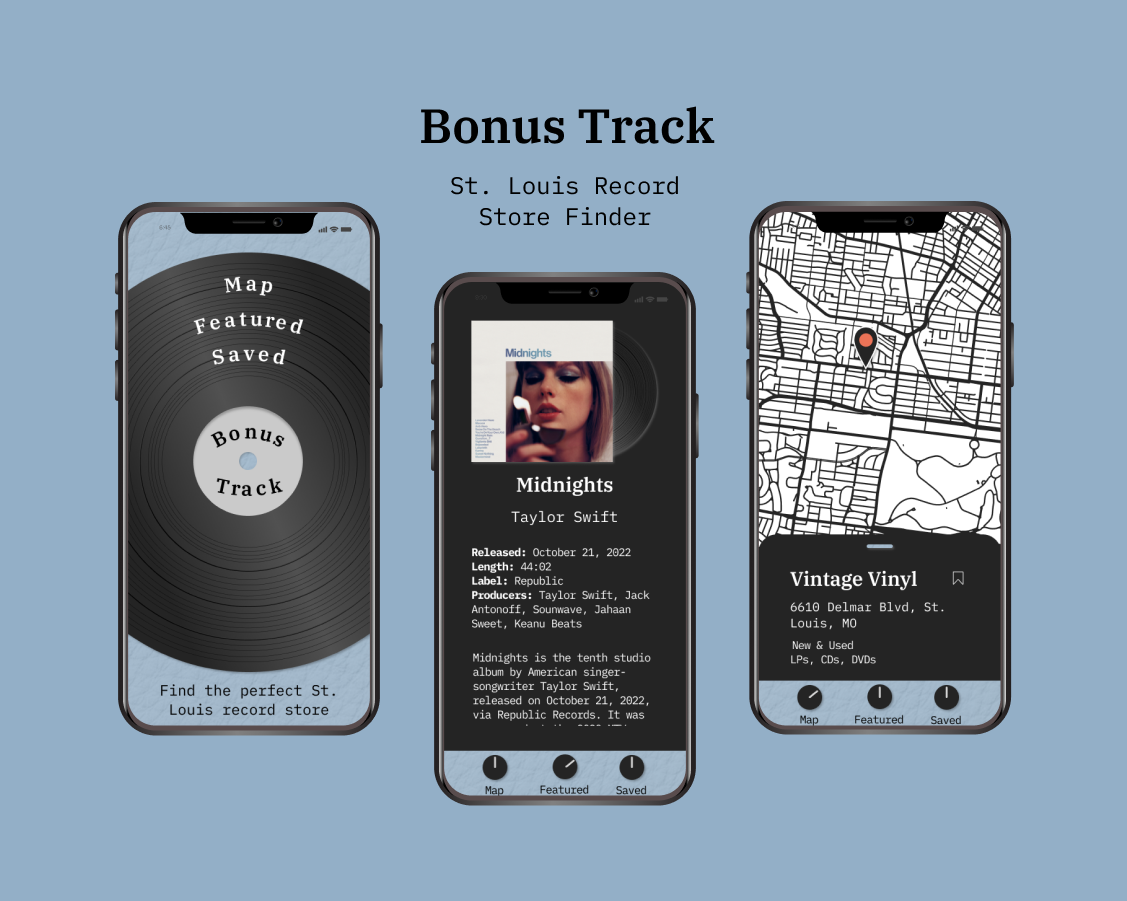 Bonus Track
St. Louis Record
Store Finder
Map
Featured
Saved
Bonus
Track
Find the perfect St.
Louis record store
Midnights
Midnights
Taylor Swift
Released: October 21, 2022
Length: 44:02
Label: Republic
Producers: Taylor Swift, Jack
Antonoff, Sounwave, Jahaan
Sweet, Keanu Beats
Midnights is the tenth studio
album by American singer-
songwriter Taylor Swift,
released on October 21, 2022,
via Republic Records. It was
Map
Featured
Saved
Vintage Vinyl
6610 Delmar Blvd, St.
Louis, MO
New & Used
LPs, CDs, DVDs
Map
Featured
Saved